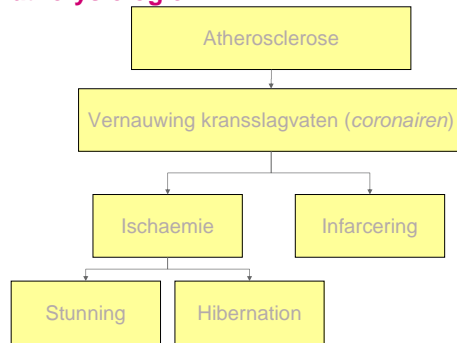 Atherosclerose
Vernauwing kransslagvaten (coronairen)
Ischaemie
Infarcering
Stunning
Hibernation